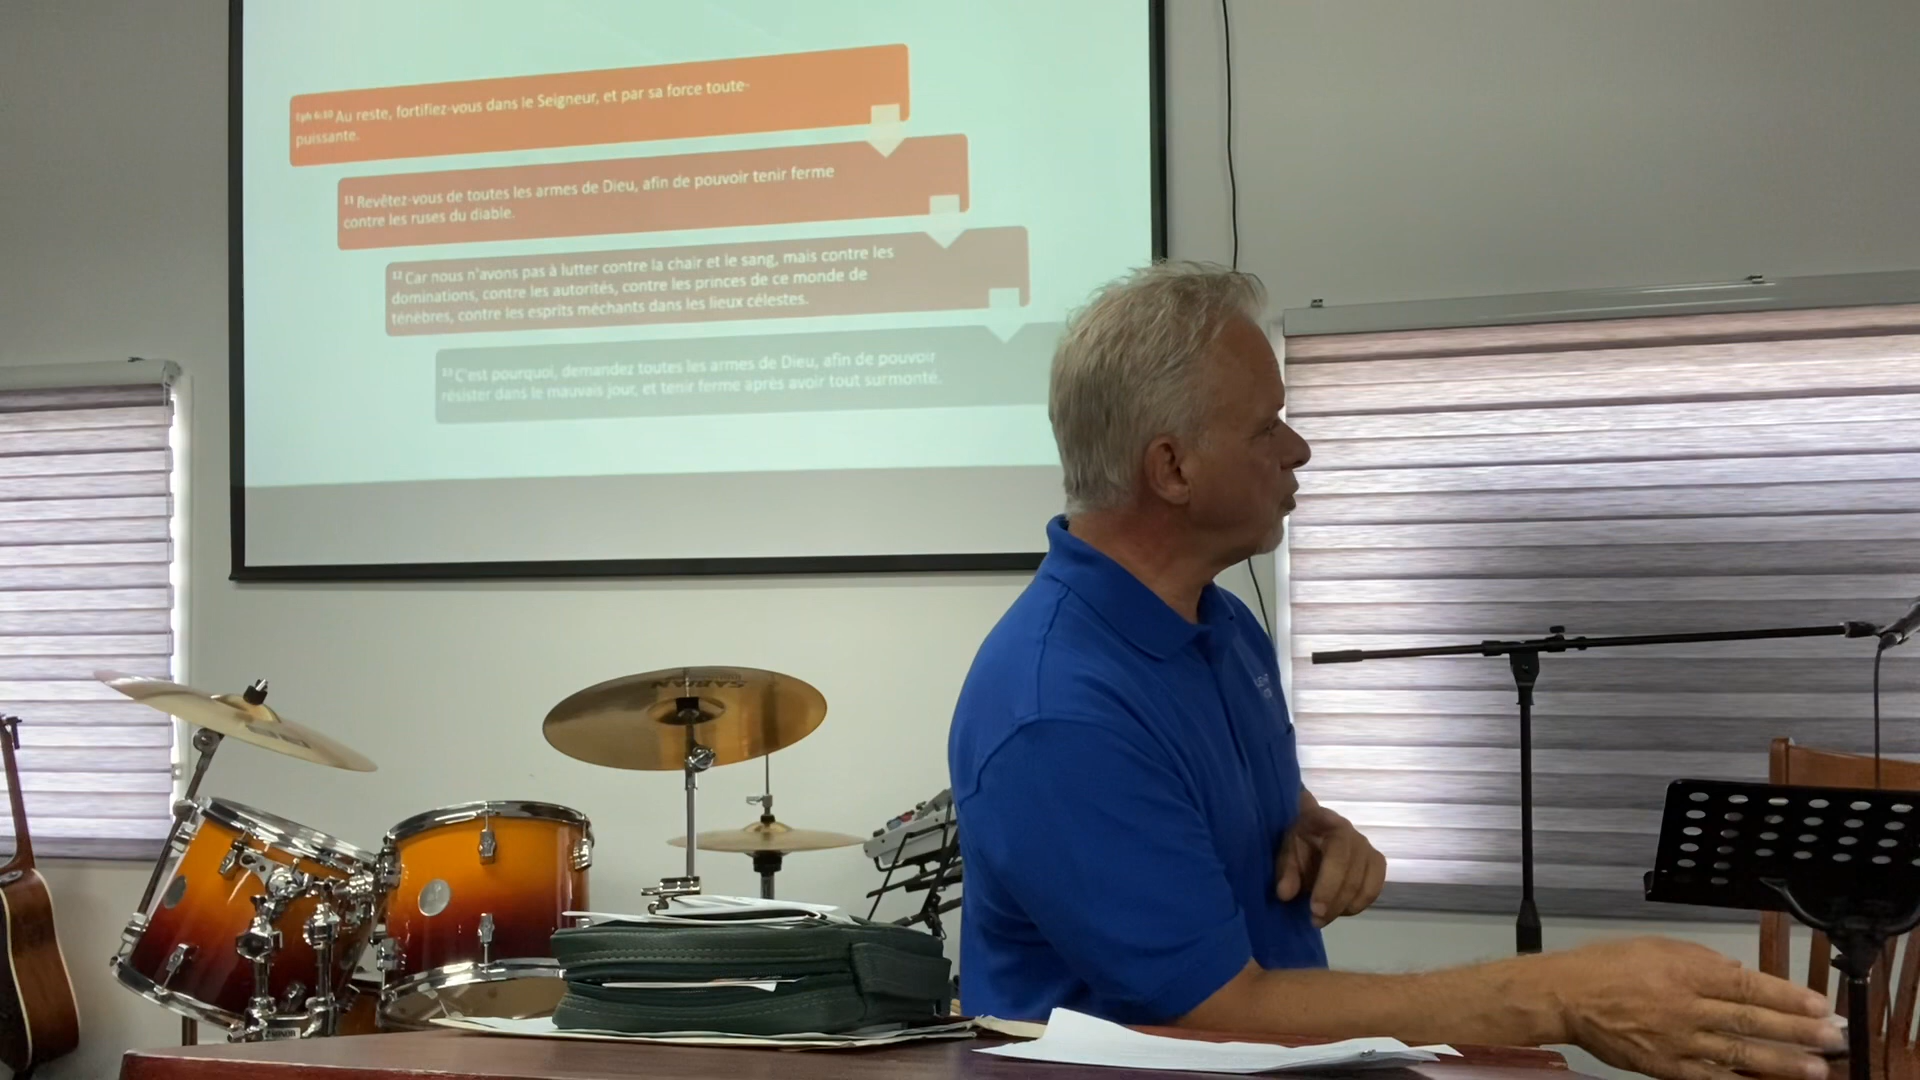 Eph 6:10 Au reste, fortifiez-vous dans le Seigneur, et par sa force toute-
puissante.
11 Revêtez-vous de toutes les armes de Dieu, afin de pouvoir tenir ferme
contre les ruses du diable.
12 Car nous n'avons pas à lutter contre la chair et le sang, mais contre les
dominations, contre les autorités, contre les princes de ce monde de
ténèbres, contre les esprits méchants dans les lieux célestes.
13 C'est pourquoi, demandez toutes les armes de Dieu, afin de pouvoir
résister dans le mauvais jour, et tenir ferme après avoir tout surmonté.
SABIAN